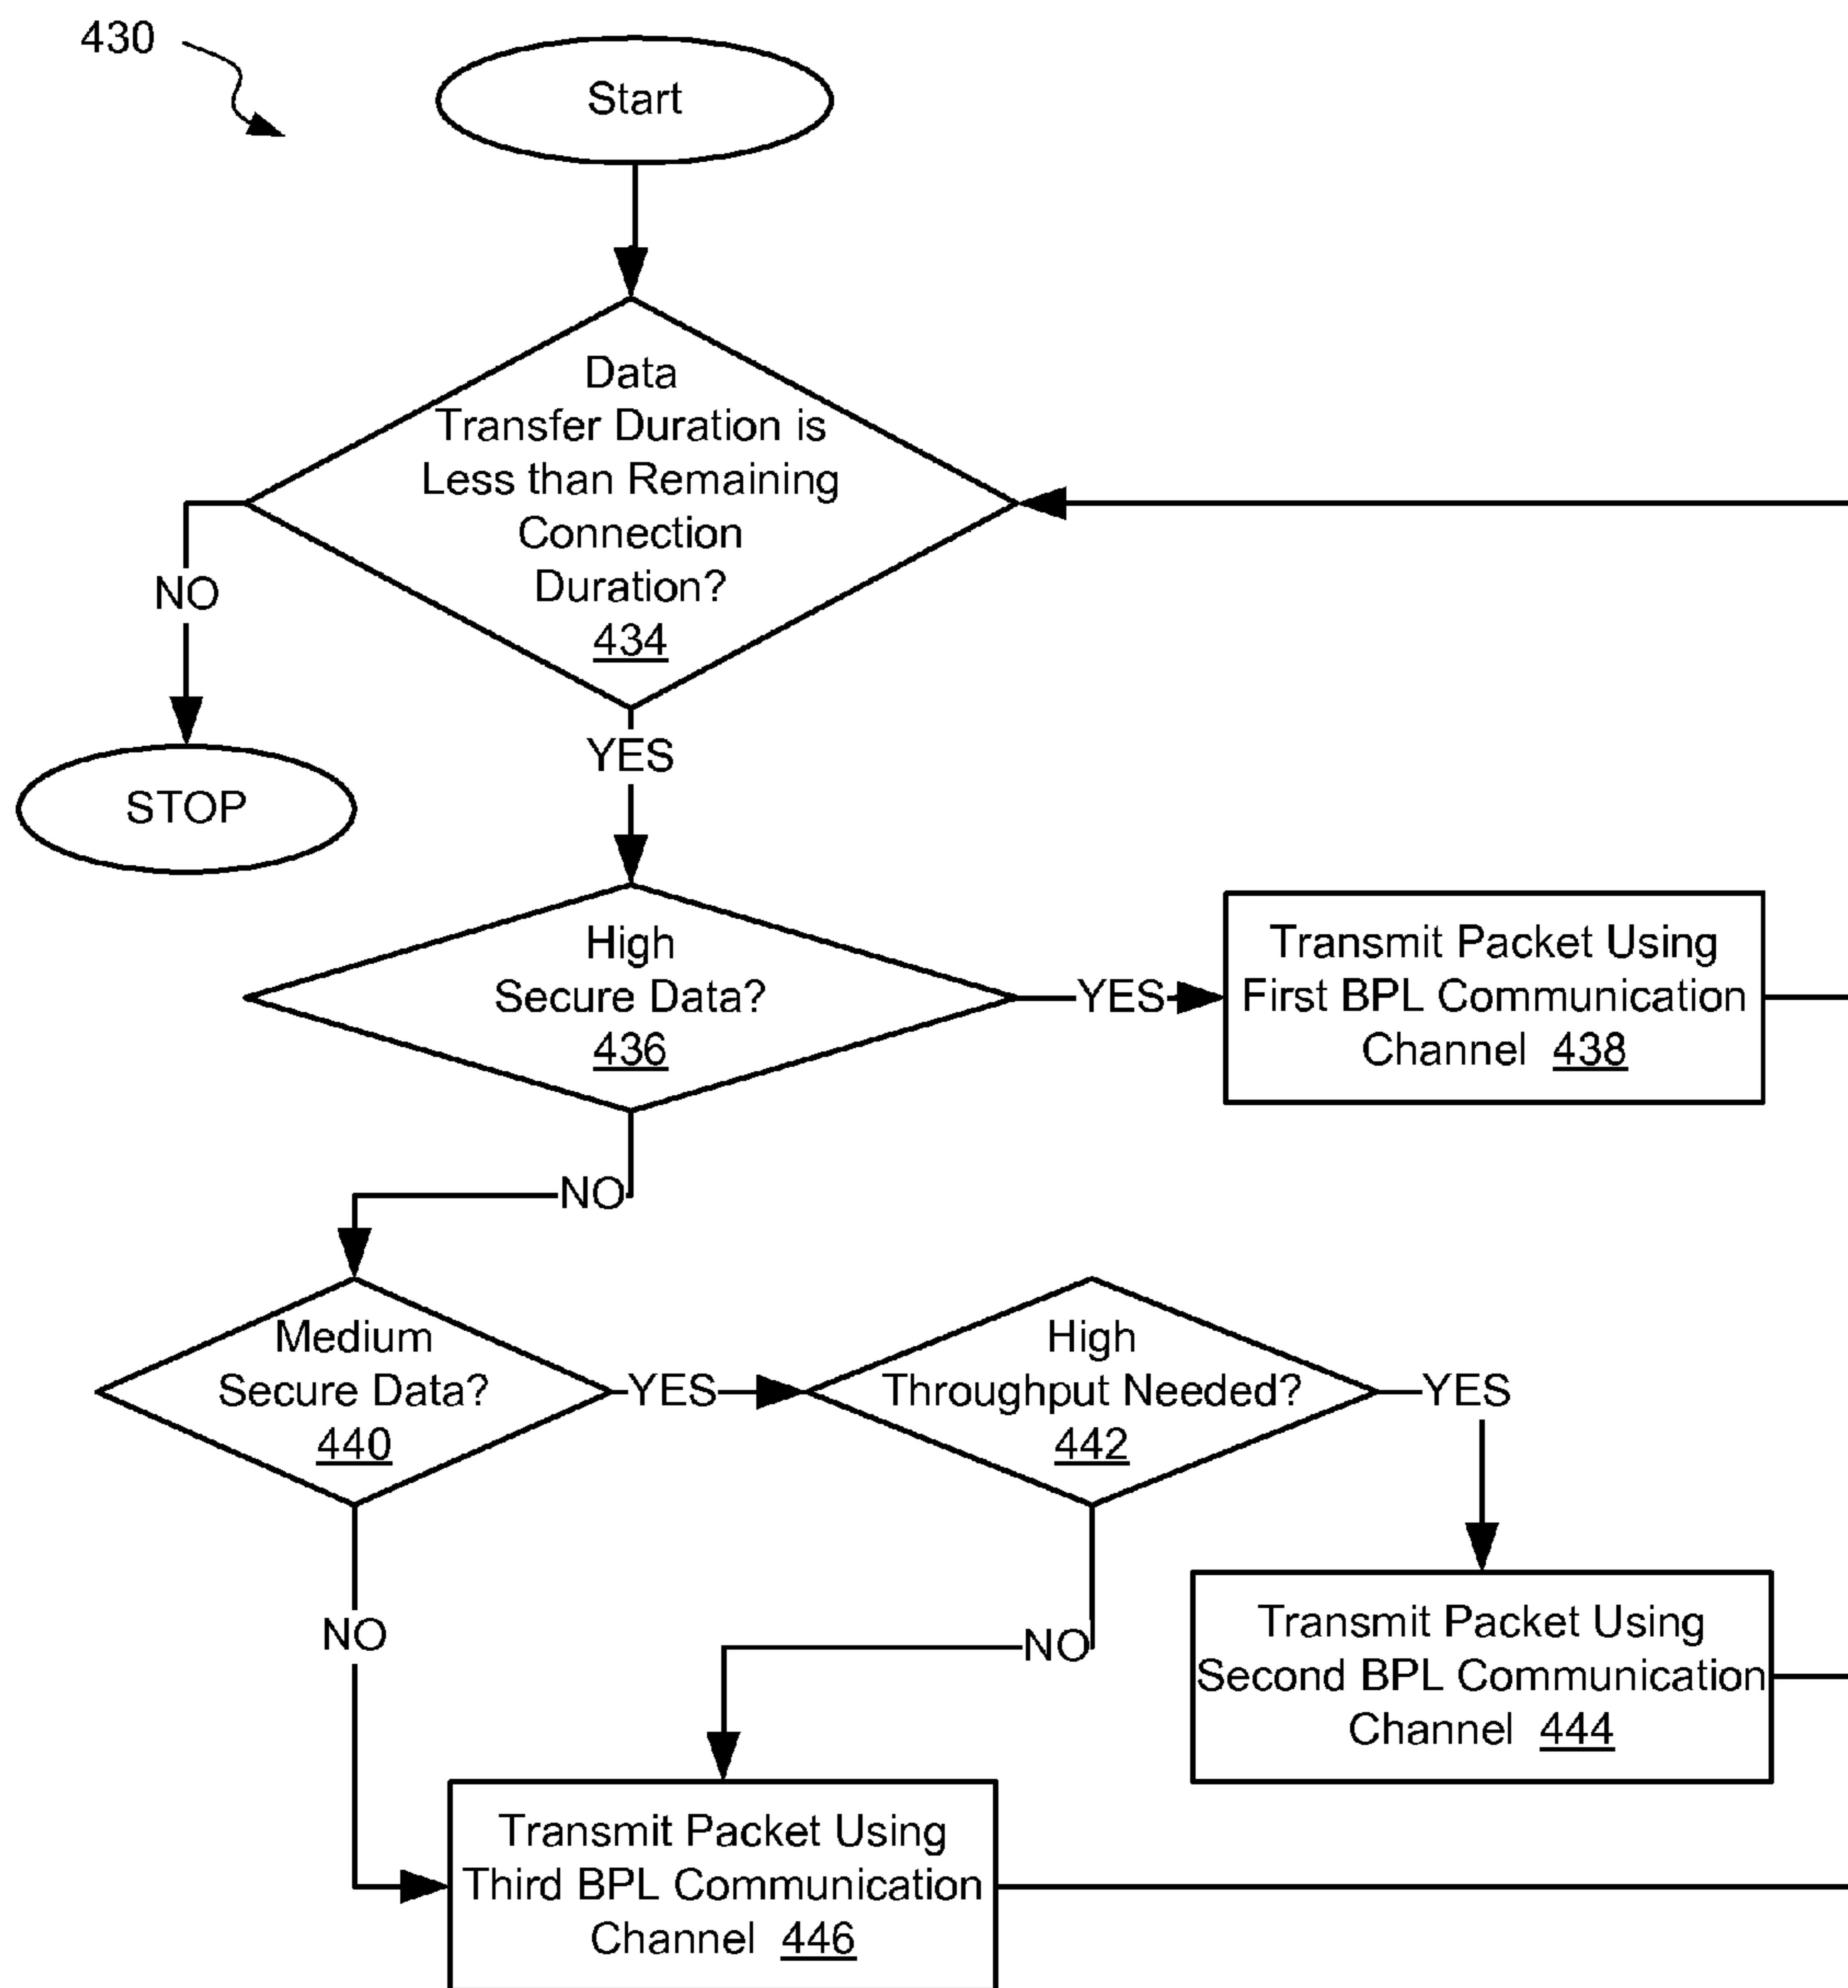 430
Start
Data
Transfer Duration is
Less than Remaining
Connection
Duration?
434
NO
STOP
YES
High
Secure Data?
436
YES
Transmit Packet Using
First BPL Communication
Channel 438
NO
Medium
Secure Data?
440
YES
High
Throughput Needed?
442
YES
NO
NO
Transmit Packet Using
Second BPL Communication
Channel 444
Transmit Packet Using
Third BPL Communication
Channel 446